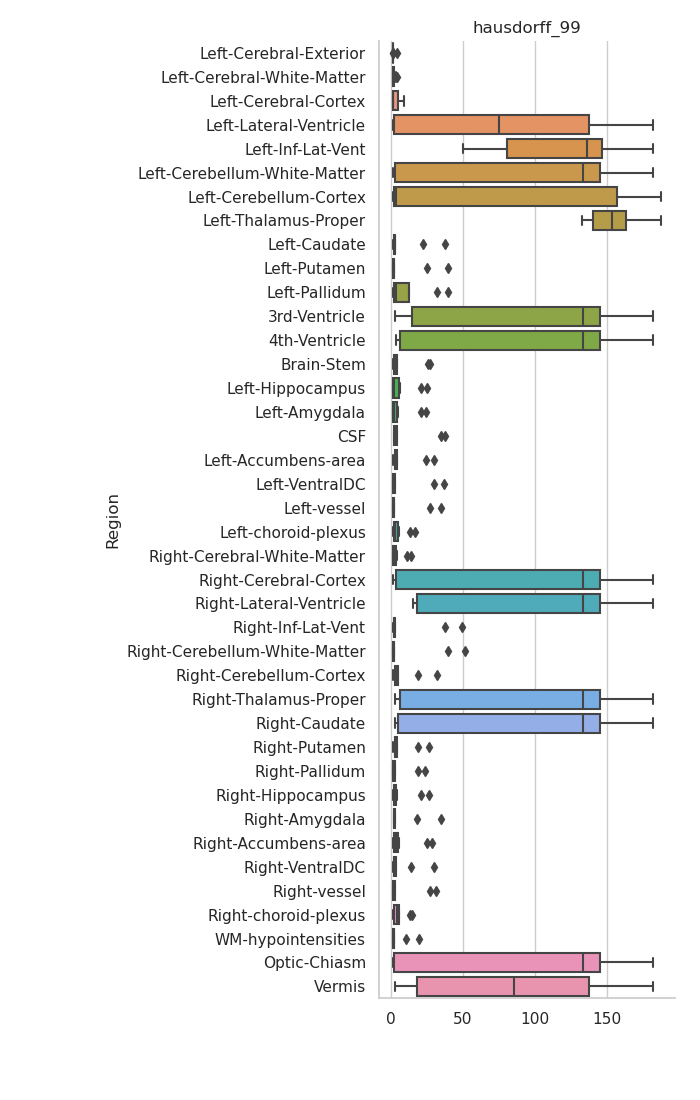 hausdorff_99
Left-Cerebral-Exterior
Left-Cerebral-White-Matter
Left-Cerebral-Cortex
Left-Lateral-Ventricle
Left-Inf-Lat-Vent
Left-Cerebellum-White-Matter
Left-Cerebellum-Cortex
Left-Thalamus-Proper
Left-Caudate
Left-Putamen
Left-Pallidum
3rd-Ventricle
4th-Ventricle
Brain-Stem
Left-Hippocampus
Left-Amygdala
CSF
Left-Accumbens-area
Left-VentralDC
Left-vessel
Left-choroid-plexus
Right-Cerebral-White-Matter
Right-Cerebral-Cortex
Right-Lateral-Ventricle
Right-Inf-Lat-Vent
Right-Cerebellum-White-Matter
Right-Cerebellum-Cortex
Right-Thalamus-Proper
Right-Caudate
Right-Putamen
Right-Pallidum
Right-Hippocampus
Right-Amygdala
Right-Accumbens-area
Right-VentralDC
Right-vessel
Right-choroid-plexus
WM-hypointensities
Optic-Chiasm
Vermis
Region
0 50 100 150